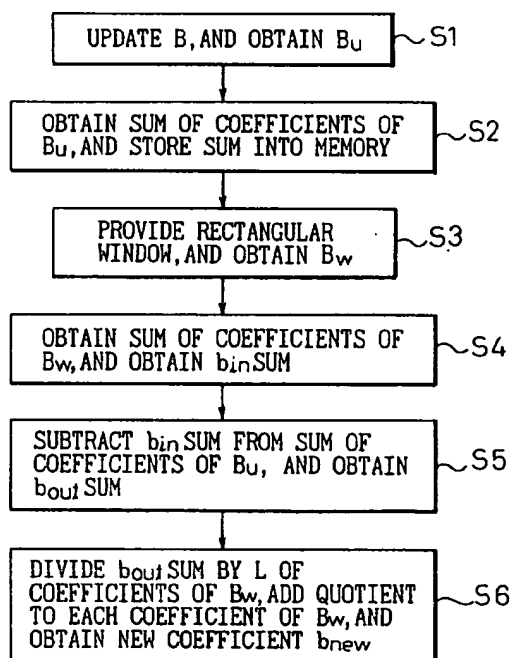 UPDATE B, AND OBTAIN Bu
S1
OBTAIN SUM OF COEFFICIENTS OF
Bu, AND STORE SUM INTO MEMORY
S2
PROVIDE RECTANGULAR
WINDOW, AND OBTAIN Bw
S3
OBTAIN SUM OF COEFFICIENTS OF
Bw, AND OBTAIN binSUM
S4
SUBTRACT binSUM FROM SUM OF
COEFFICIENTS OF Bu, AND OBTAIN
boutSUM
S5
DIVIDE boutSUM BY L OF
COEFFICIENTS OF Bw, ADD QUOTIENT
TO EACH COEFFICIENT OF Bw, AND
OBTAIN NEW COEFFICIENT bnew
S6